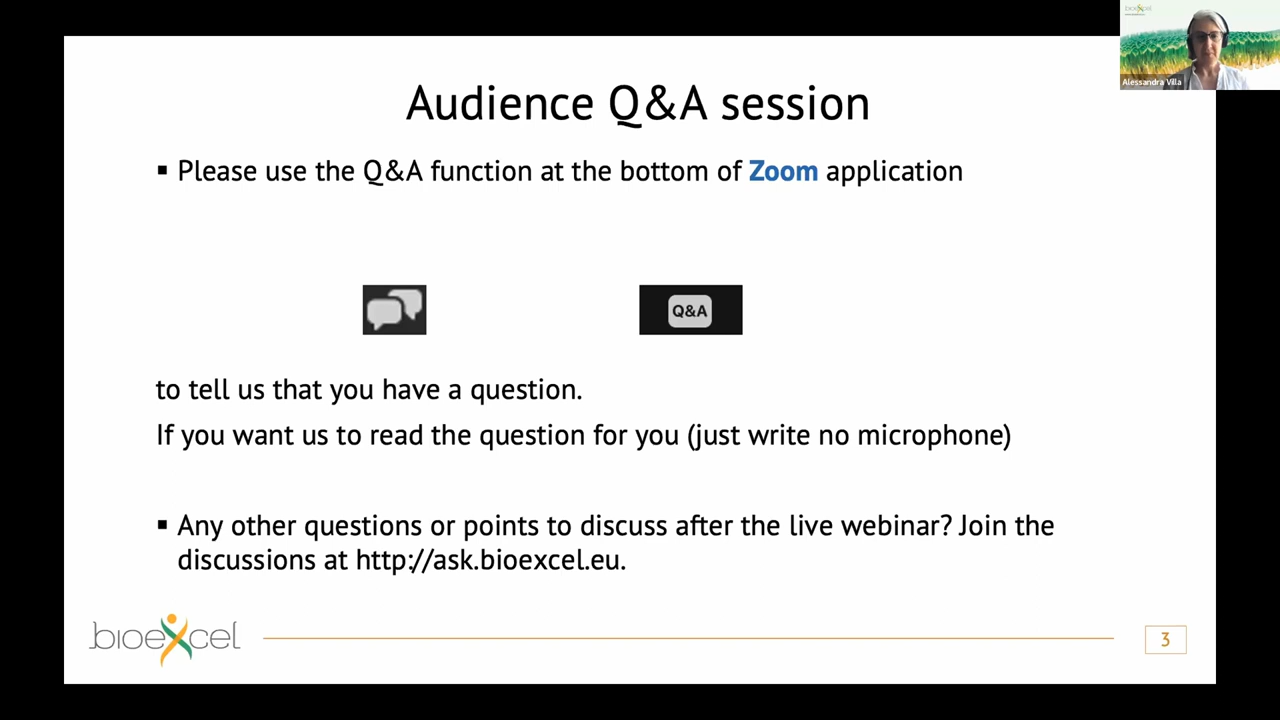 bioexcel
Alessandra Villa
Audience Q&A session
▪ Please use the Q&A function at the bottom of Zoom application
Q&A
to tell us that you have a question.
If you want us to read the question for you (just write no microphone)
▪ Any other questions or points to discuss after the live webinar? Join the
discussions at http://ask.bioexcel.eu.
bioexcel
3